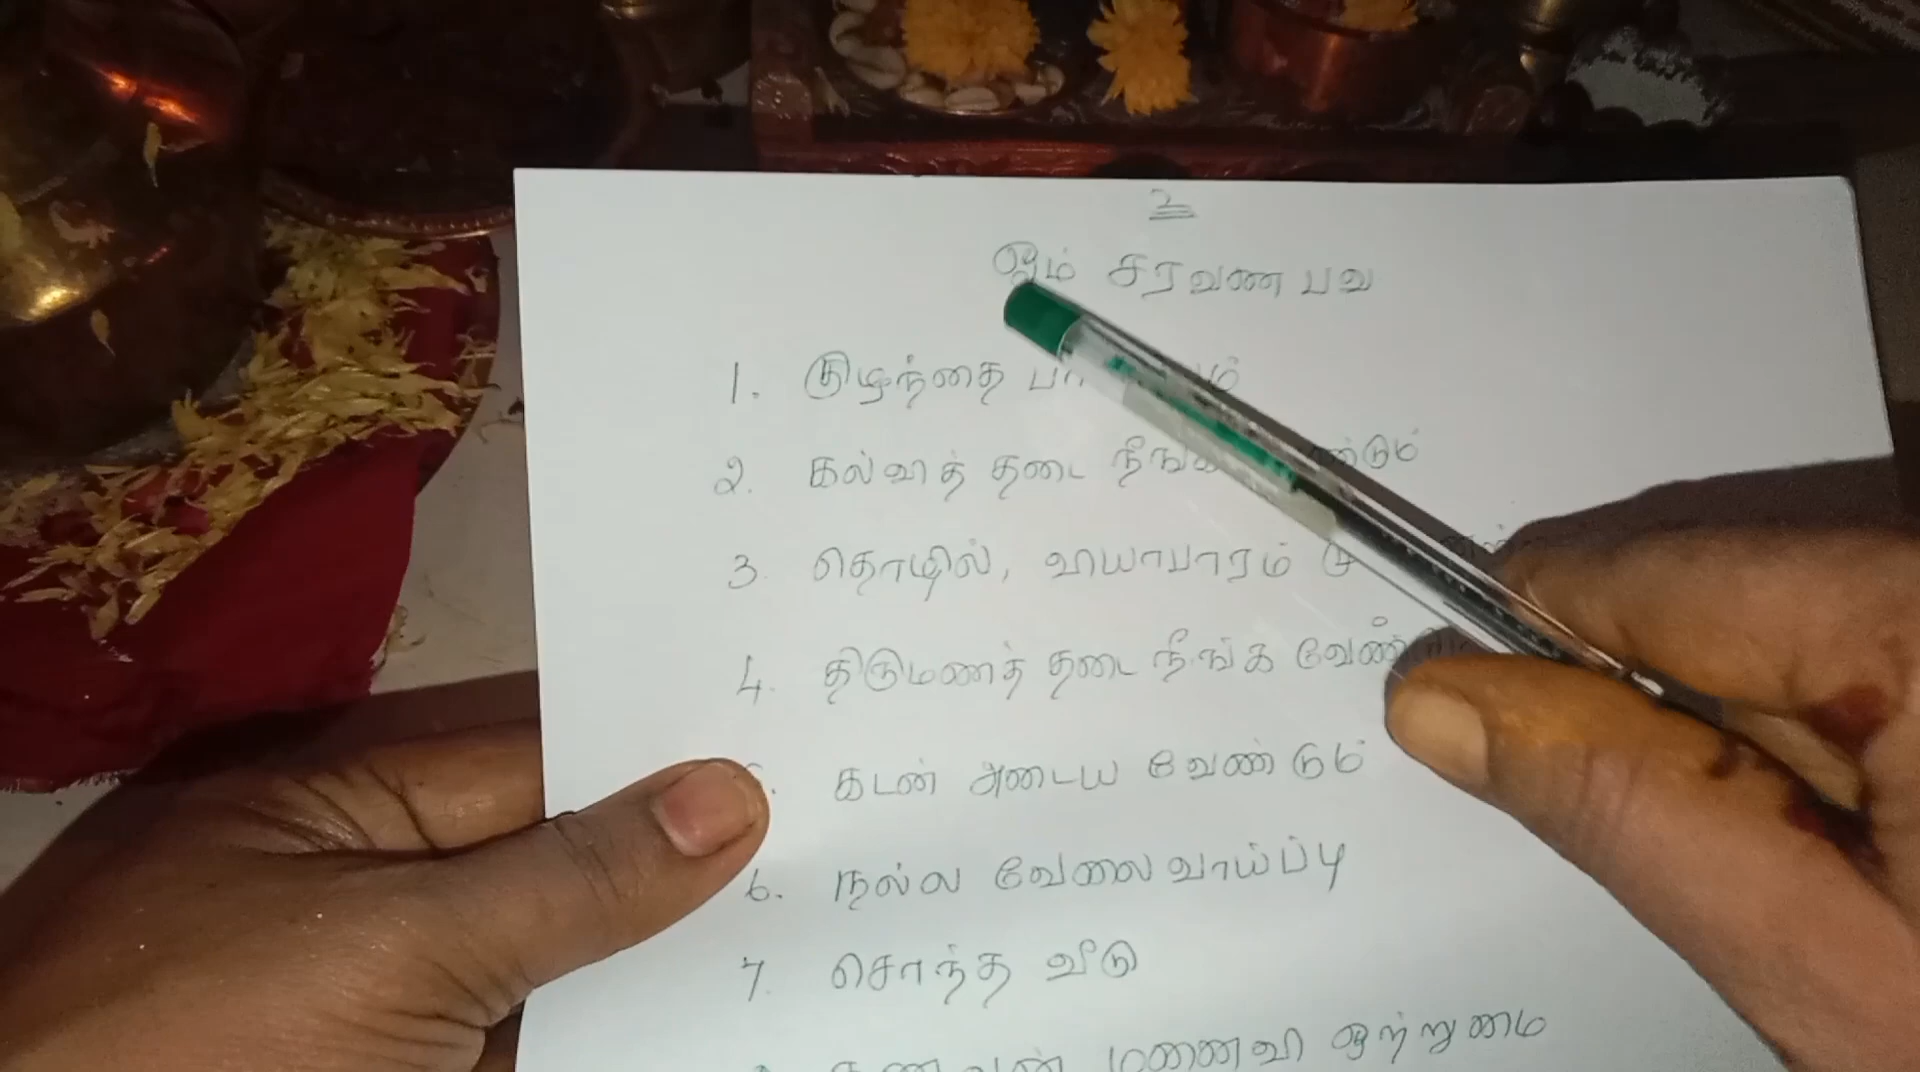 உ
ஓம் சரவண பவ
1. குழந்தை
2. கல்வித் தடை நீங்க
3. தொழில், வியாபாரம்
4. திருமணத் தடை நீங்க
கடன் அடைய வேண்டும்
6. நல்ல வேலை வாய்ப்பு
7. சொந்த வீடு
கணவன் மனைவி ஒற்றுமை